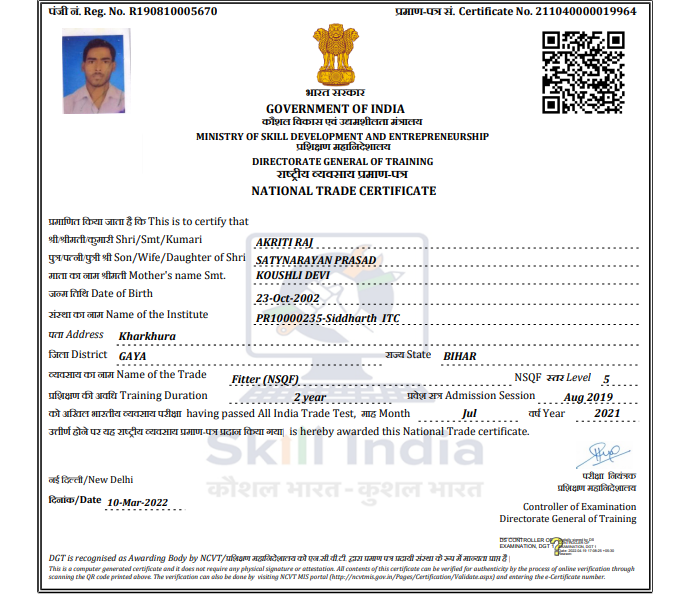 पंजी नं. Reg. No. R190810005670
प्रमाण-पत्र सं. Certificate No. 211040000019964
भारत सरकार
GOVERNMENT OF INDIA
कौशल विकास एवं उद्यमशीलता मंत्रालय
MINISTRY OF SKILL DEVELOPMENT AND ENTREPRENEURSHIP
प्रशिक्षण महानिदेशालय
DIRECTORATE GENERAL OF TRAINING
राष्ट्रीय व्यवसाय प्रमाण-पत्र
NATIONAL TRADE CERTIFICATE
प्रमाणित किया जाता है कि This is to certify that
श्री/श्रीमती/कुमारी Shri/Smt/Kumari AKRITI RAJ
पुत्र/पत्नी/पुत्री श्री Son/Wife/Daughter of Shri SATYNARAYAN PRASAD
माता का नाम श्रीमती Mother's name Smt. KOUSHLI DEVI
जन्म तिथि Date of Birth 23-Oct-2002
संस्था का नाम Name of the Institute PR10000235-Siddharth ITC
पता Address Kharkhura
जिला District GAYA राज्य State BIHAR
व्यवसाय का नाम Name of the Trade Fitter (NSQF) NSQF स्तर Level 5
प्रशिक्षण की अवधि Training Duration 2 year प्रवेश सत्र Admission Session Aug 2019
को अखिल भारतीय व्यवसाय परीक्षा having passed All India Trade Test, माह Month Jul वर्ष Year 2021
उत्तीर्ण होने पर यह राष्ट्रीय व्यवसाय प्रमाण-पत्र प्रदान किया गया| is hereby awarded this National Trade certificate.
Skill India
कौशल भारत - कुशल भारत
नई दिल्ली/New Delhi
दिनांक/Date 10-Mar-2022
परीक्षा नियंत्रक
प्रशिक्षण महानिदेशालय
Controller of Examination
Directorate General of Training
DS CONTROLLER OF
EXAMINATION, DGT 1
DGT is recognised as Awarding Body by NCVT/प्रशिक्षण महानिदेशालय को एन.सी.वी.टी. द्वारा प्रमाण पत्र प्रदायी संस्था के रूप में मान्यता प्राप्त है|
This is a computer generated certificate and it does not require any physical signature or attestation. All contents of this certificate can be verified for authenticity by the process of online verification through
scanning the QR code printed above. The verification can also be done by visiting NCVT MIS portal (http://ncvtmis.gov.in/Pages/Certification/Validate.aspx) and entering the e-Certificate number.